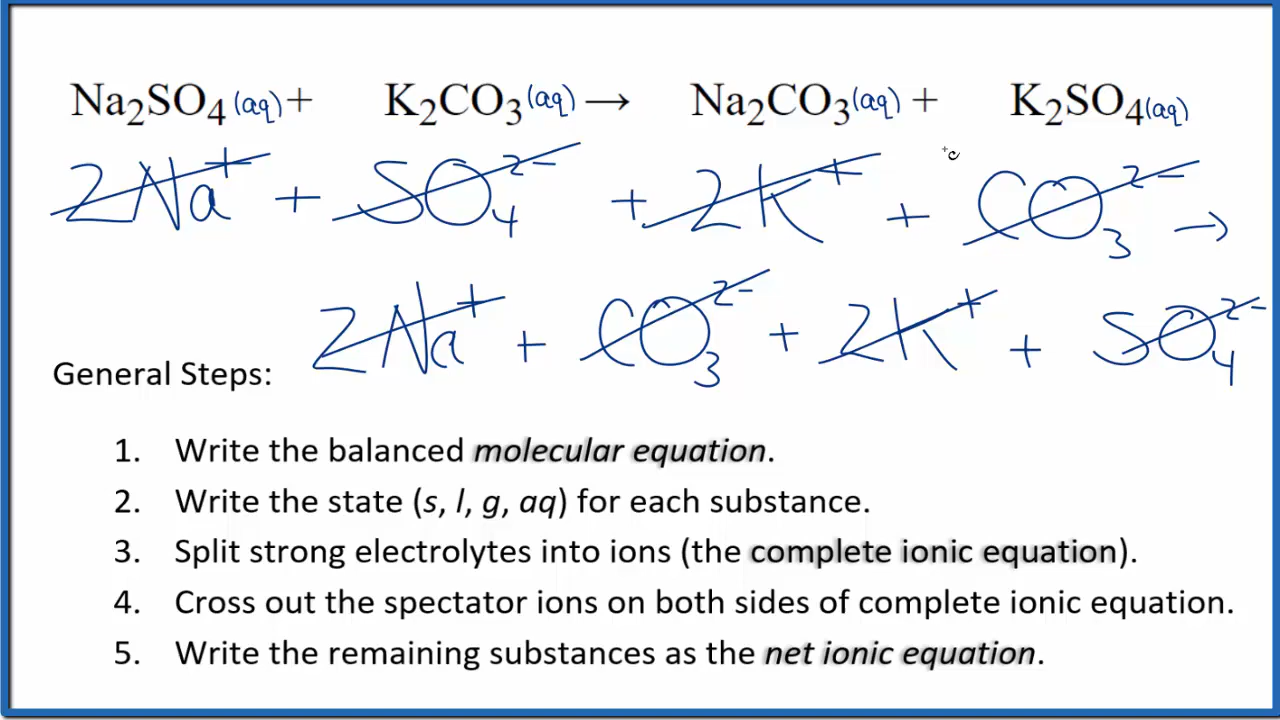 Na₂SO₄(aq) + K₂CO₃(aq) → Na₂CO₃(aq) + K₂SO₄(aq)
2Na⁺ + SO₄²⁻ + 2K⁺ + CO₃²⁻ →
2Na⁺ + CO₃²⁻ + 2K⁺ + SO₄²⁻
General Steps:
1. Write the balanced molecular equation.
2. Write the state (s, l, g, aq) for each substance.
3. Split strong electrolytes into ions (the complete ionic equation).
4. Cross out the spectator ions on both sides of complete ionic equation.
5. Write the remaining substances as the net ionic equation.